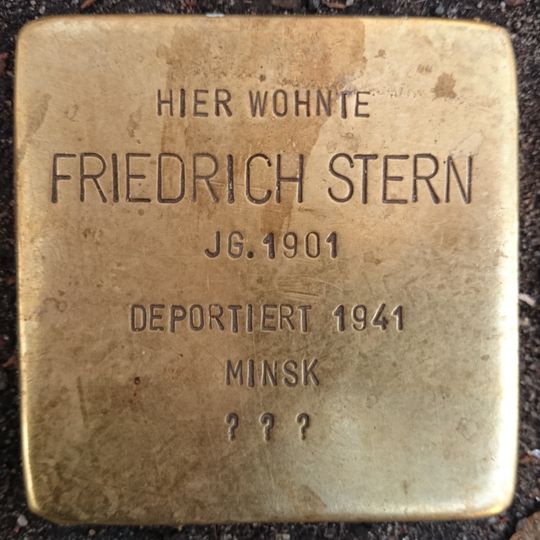 HIER WOHNTE
FRIEDRICH STERN
JG. 1901
DEPORTIERT 1941
MINSK
? ? ?